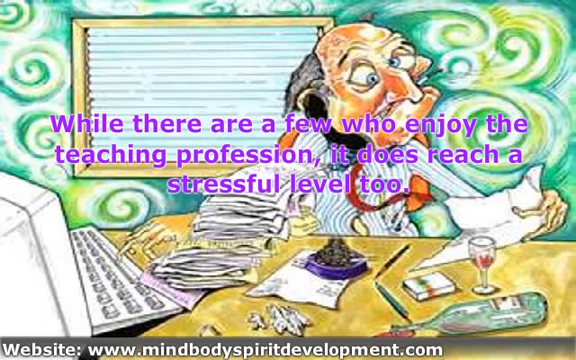 While there are a few who enjoy the
teaching profession, it does reach a
stressful level too.
Website: www.mindbodyspiritdevelopment.com